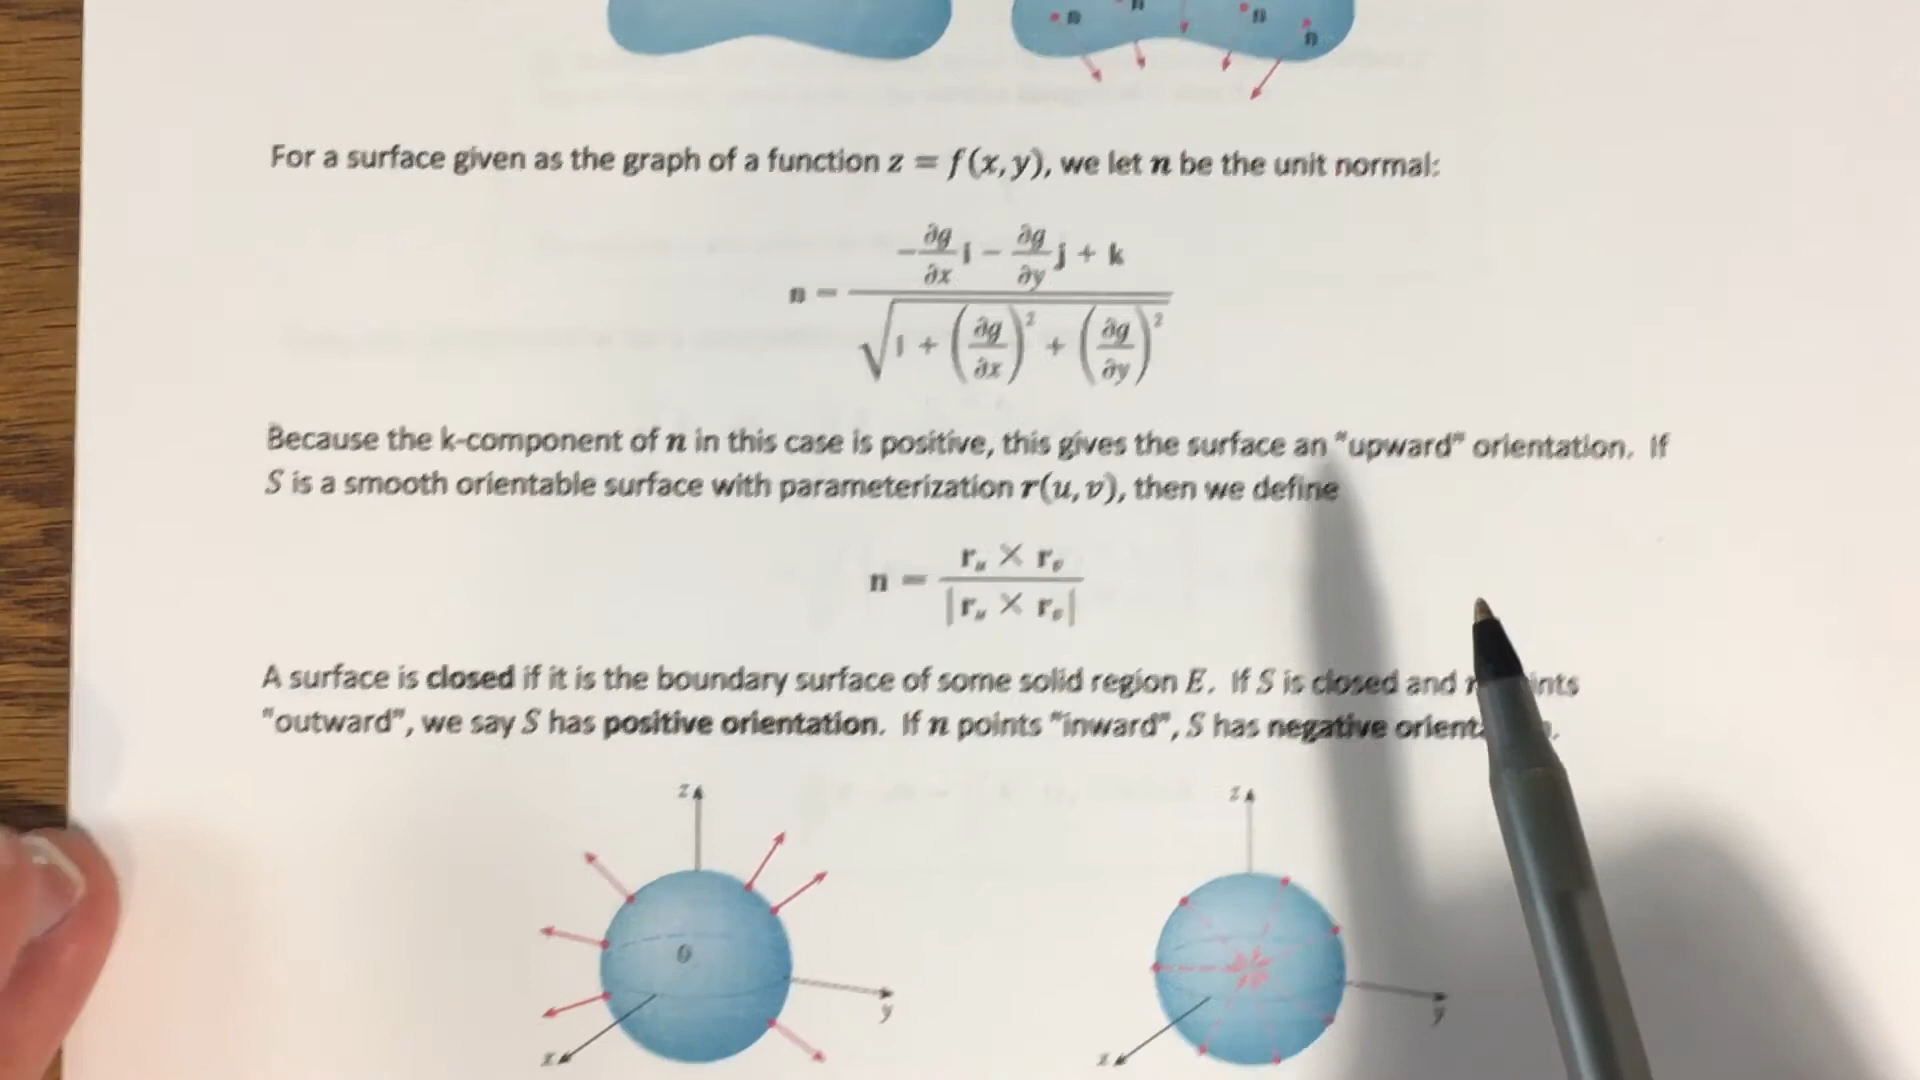 n n n n
For a surface given as the graph of a function z = f(x, y), we let n be the unit normal:
n = (-∂g/∂x i - ∂g/∂y j + k) / √(1 + (∂g/∂x)² + (∂g/∂y)²)
Because the k-component of n in this case is positive, this gives the surface an "upward" orientation. If
S is a smooth orientable surface with parameterization r(u, v), then we define
n = (r_u × r_v) / |r_u × r_v|
A surface is closed if it is the boundary surface of some solid region E. If S is closed and
"outward", we say S has positive orientation. If n points "inward", S has negative
z z
0
y y
x x